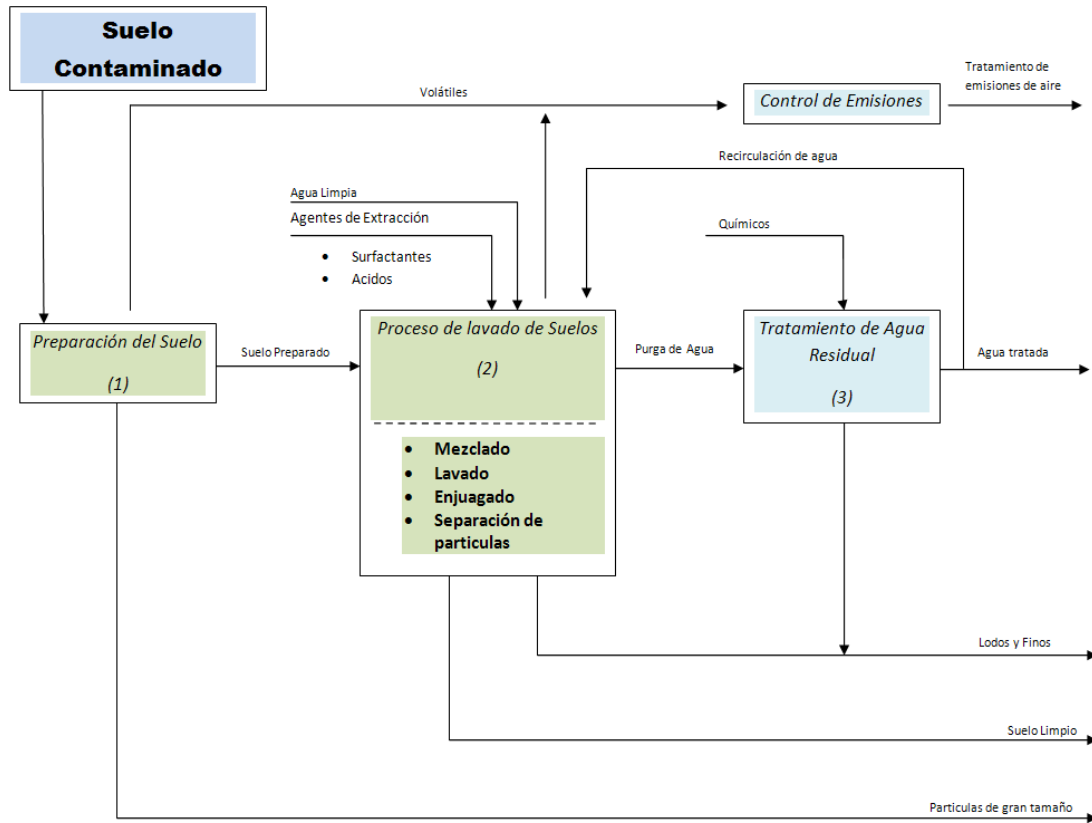 Suelo
Contaminado
Volátiles
Control de Emisiones
Tratamiento de
emisiones de aire
Recirculación de agua
Agua Limpia
Agentes de Extracción
• Surfactantes
• Acidos
Químicos
Preparación del Suelo
(1)
Suelo Preparado
Proceso de lavado de Suelos
(2)
• Mezclado
• Lavado
• Enjuagado
• Separación de
particulas
Purga de Agua
Tratamiento de Agua
Residual
(3)
Agua tratada
Lodos y Finos
Suelo Limpio
Particulas de gran tamaño